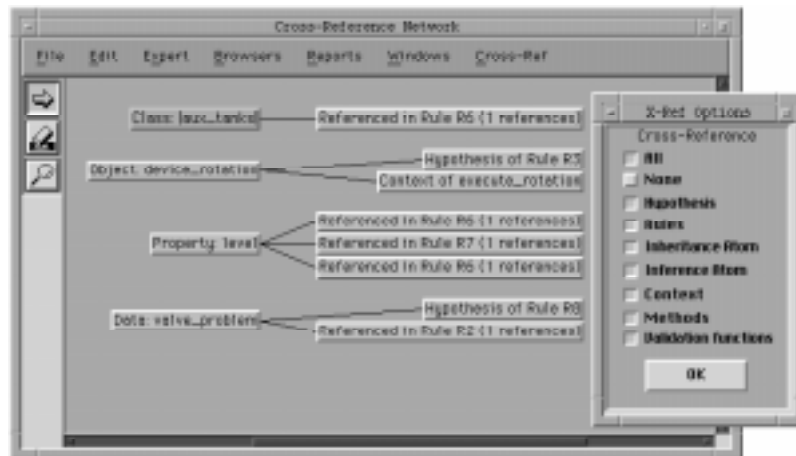 Cross-Reference Network
File Edit Expert Browsers Reports Windows Cross-Ref
Class: |aux_tanks| Referenced in Rule R6 (1 references)
Object: device_rotation Hypothesis of Rule R3
Context of execute_rotation
Property: level Referenced in Rule R6 (1 references)
Referenced in Rule R7 (1 references)
Referenced in Rule R6 (1 references)
Data: valve_problem Hypothesis of Rule R8
Referenced in Rule R2 (1 references)
X-Ref Options
Cross-Reference
All
None
Hypothesis
Rules
Inheritance Atom
Inference Atom
Context
Methods
Validation functions
OK